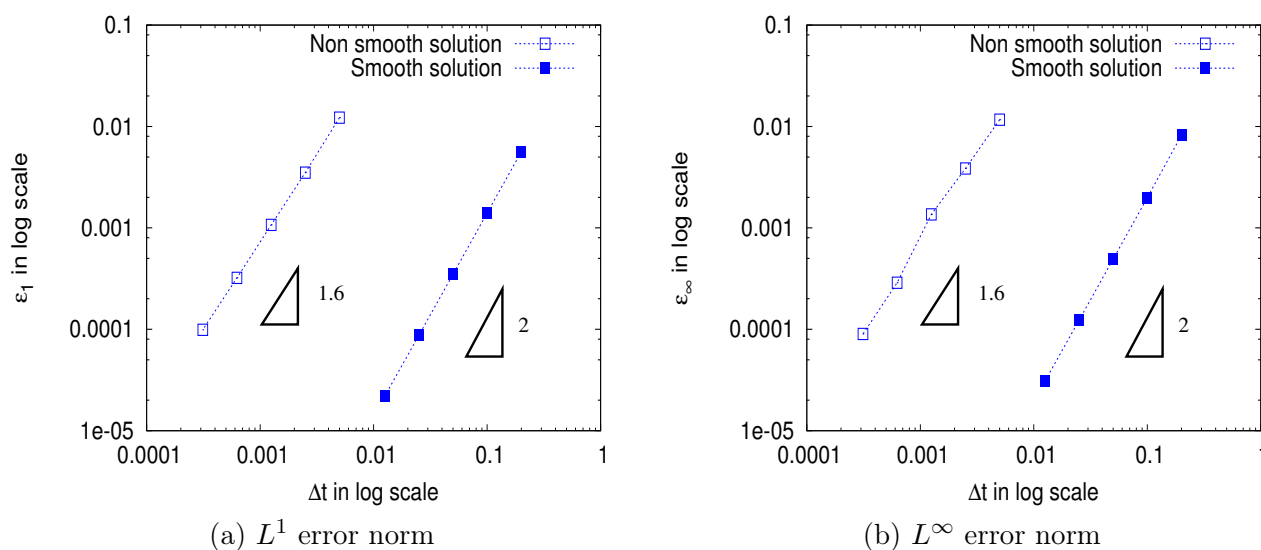 0.1
0.01
0.001
0.0001
1e-05
ε1 in log scale
Non smooth solution
Smooth solution
1.6
2
0.0001 0.001 0.01 0.1 1
Δt in log scale
(a) L¹ error norm
0.1
0.01
0.001
0.0001
1e-05
ε∞ in log scale
Non smooth solution
Smooth solution
1.6
2
0.0001 0.001 0.01 0.1 1
Δt in log scale
(b) L∞ error norm